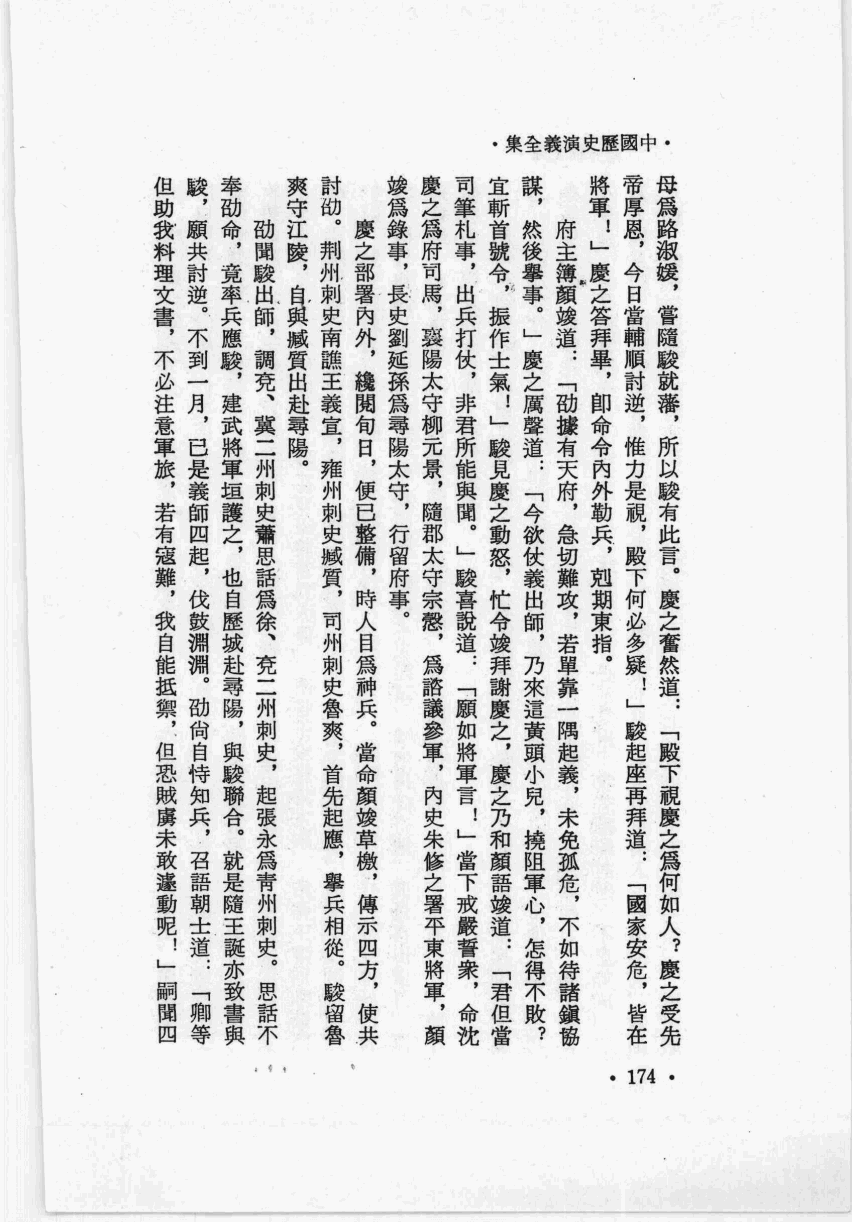 ·集全義演史歷國中·
母爲路淑媛，嘗隨駿就藩，所以駿有此言。慶之奮然道：「殿下視慶之爲何如人？慶之受先
帝厚恩，今日當輔順討逆，惟力是視，殿下何必多疑！」駿起座再拜道：「國家安危，皆在
將軍！」慶之答拜畢，卽命令內外勒兵，剋期東指。
府主簿顏竣道：「劭據有天府，急切難攻，若單靠一隅起義，未免孤危，不如待諸鎭協
謀，然後舉事。」慶之厲聲道：「今欲仗義出師，乃來這黃頭小兒，撓阻軍心，怎得不敗？
宜斬首號令，振作士氣！」駿見慶之動怒，忙令竣拜謝慶之，慶之乃和顏語竣道：「君但當
司筆札事，出兵打仗，非君所能與聞。」駿喜說道：「願如將軍言！」當下戒嚴誓衆，命沈
慶之爲府司馬，襄陽太守柳元景，隨郡太守宗愨，爲諮議參軍，內史朱修之署平東將軍，顏
竣爲錄事，長史劉延孫爲尋陽太守，行留府事。
慶之部署內外，纔閱旬日，便已整備，時人目爲神兵。當命顏竣草檄，傳示四方，使共
討劭。荆州刺史南譙王義宣，雍州刺史臧質，司州刺史魯爽，首先起應，舉兵相從。駿留魯
爽守江陵，自與臧質出赴尋陽。
劭聞駿出師，調兗、冀二州刺史蕭思話爲徐、兗二州刺史，起張永爲靑州刺史。思話不
奉劭命，竟率兵應駿，建武將軍垣護之，也自歷城赴尋陽，與駿聯合。就是隨王誕亦致書與
駿，願共討逆。不到一月，已是義師四起，伐鼓淵淵。劭尙自恃知兵，召語朝士道：「卿等
但助我料理文書，不必注意軍旅，若有寇難，我自能抵禦，但恐賊虜未敢遽動呢！」嗣聞四
·174·